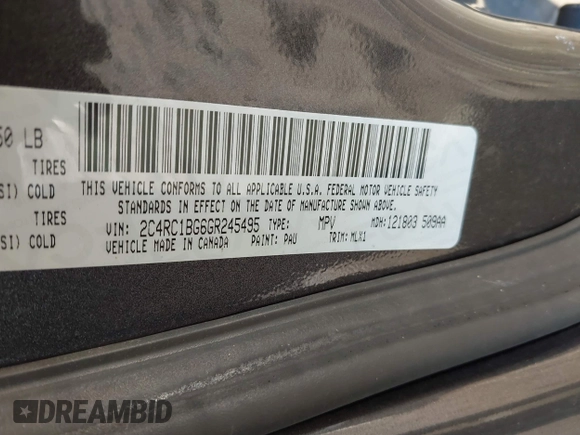 50 LB
TIRES
SI) COLD
TIRES
SI) COLD
THIS VEHICLE CONFORMS TO ALL APPLICABLE U.S.A. FEDERAL MOTOR VEHICLE SAFETY
STANDARDS IN EFFECT ON THE DATE OF MANUFACTURE SHOWN ABOVE.
VIN: 2C4RC1BG6GR245495 TYPE: MPV MDH: 121803 509AA
VEHICLE MADE IN CANADA PAINT: PAU TRIM: MLX1
DREAMBID